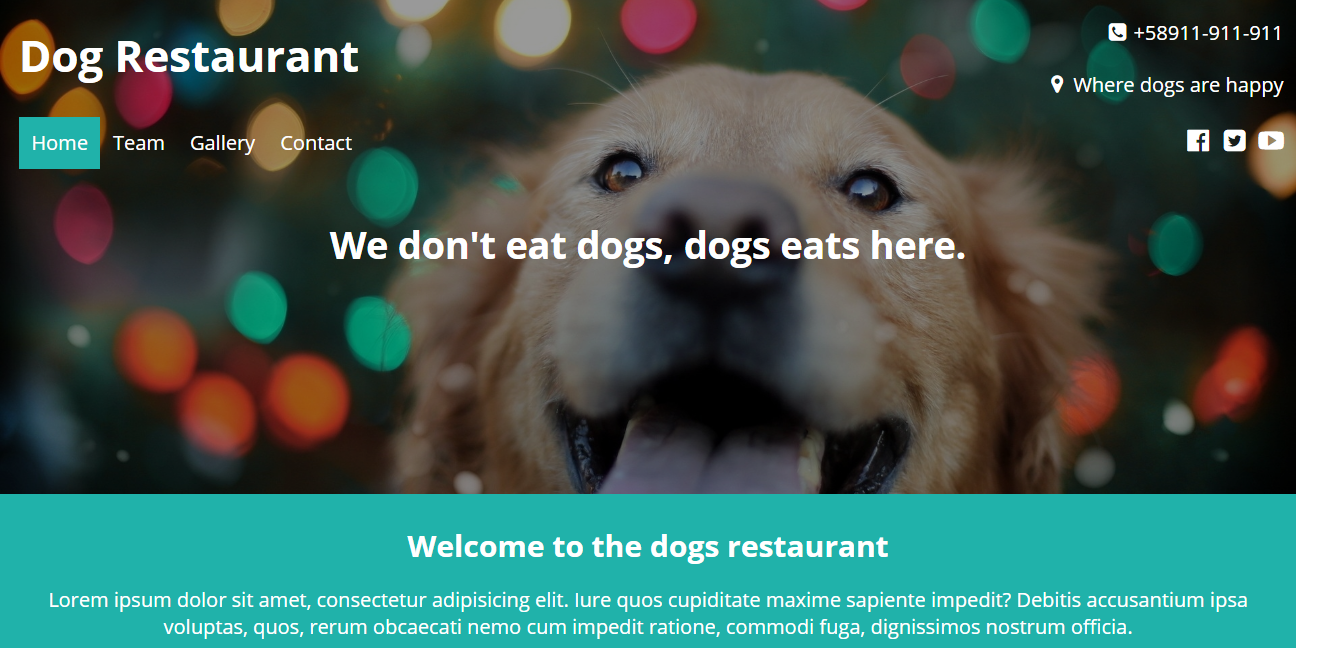 Dog Restaurant
+58911-911-911
Where dogs are happy
Home Team Gallery Contact
We don't eat dogs, dogs eats here.
Welcome to the dogs restaurant
Lorem ipsum dolor sit amet, consectetur adipisicing elit. Iure quos cupiditate maxime sapiente impedit? Debitis accusantium ipsa
voluptas, quos, rerum obcaecati nemo cum impedit ratione, commodi fuga, dignissimos nostrum officia.